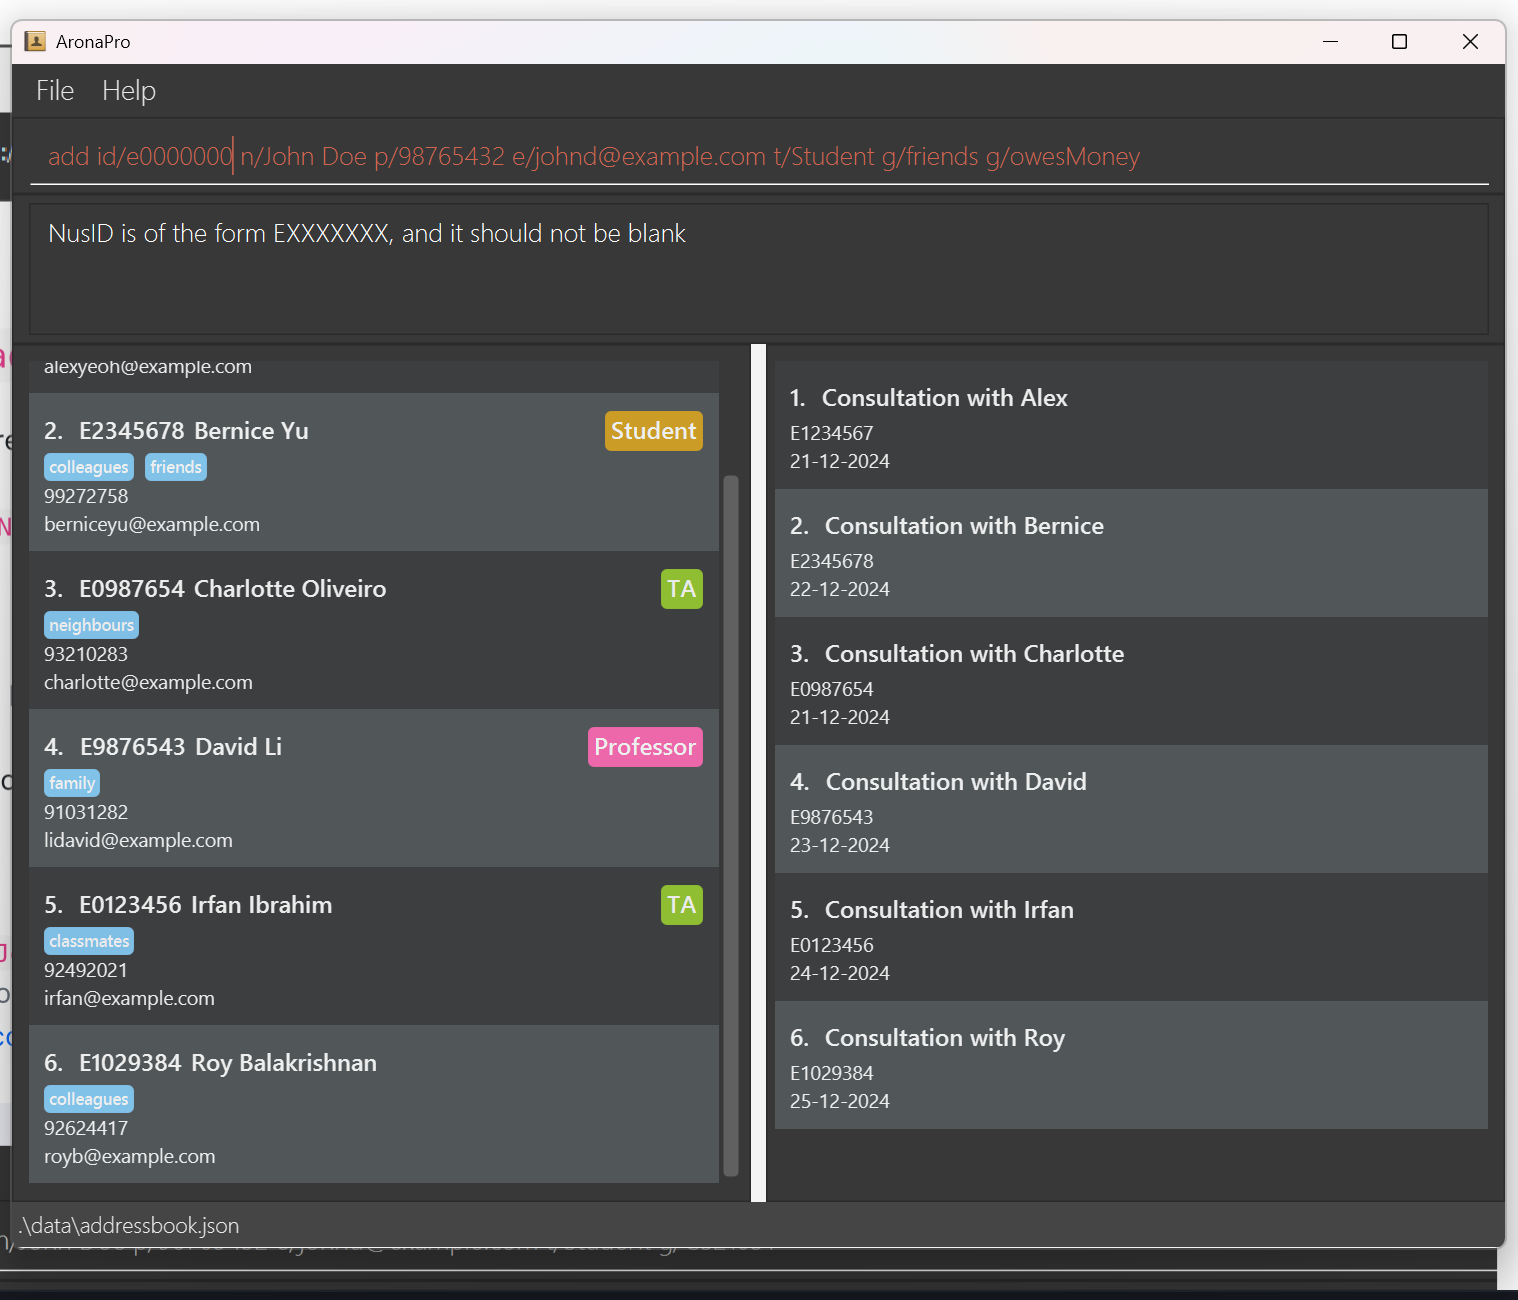 AronaPro
File Help
add id/e0000000 n/John Doe p/98765432 e/johnd@example.com t/Student g/friends g/owesMoney
NusID is of the form EXXXXXXX, and it should not be blank
alexyeoh@example.com
2. E2345678 Bernice Yu Student
colleagues friends
99272758
berniceyu@example.com
3. E0987654 Charlotte Oliveiro TA
neighbours
93210283
charlotte@example.com
4. E9876543 David Li Professor
family
91031282
lidavid@example.com
5. E0123456 Irfan Ibrahim TA
classmates
92492021
irfan@example.com
6. E1029384 Roy Balakrishnan
colleagues
92624417
royb@example.com
1. Consultation with Alex
E1234567
21-12-2024
2. Consultation with Bernice
E2345678
22-12-2024
3. Consultation with Charlotte
E0987654
21-12-2024
4. Consultation with David
E9876543
23-12-2024
5. Consultation with Irfan
E0123456
24-12-2024
6. Consultation with Roy
E1029384
25-12-2024
.\data\addressbook.json